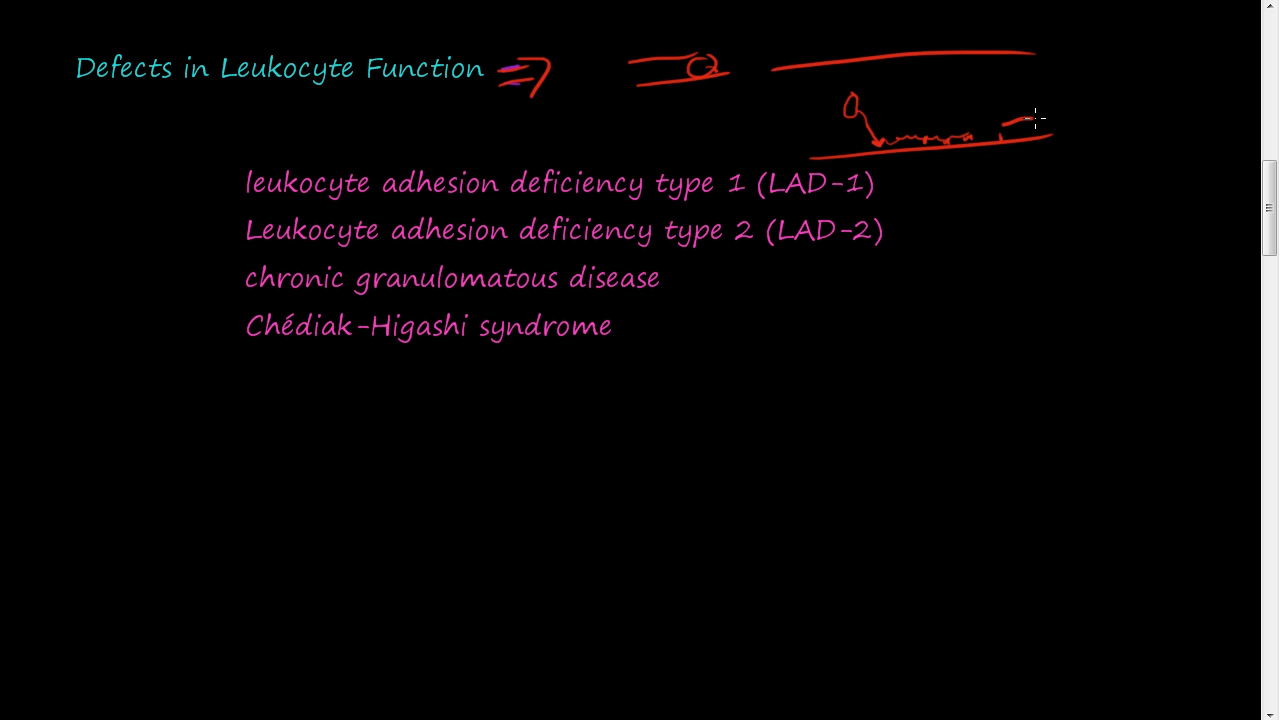 Defects in Leukocyte Function
leukocyte adhesion deficiency type 1 (LAD-1)
Leukocyte adhesion deficiency type 2 (LAD-2)
chronic granulomatous disease
Chédiak-Higashi syndrome